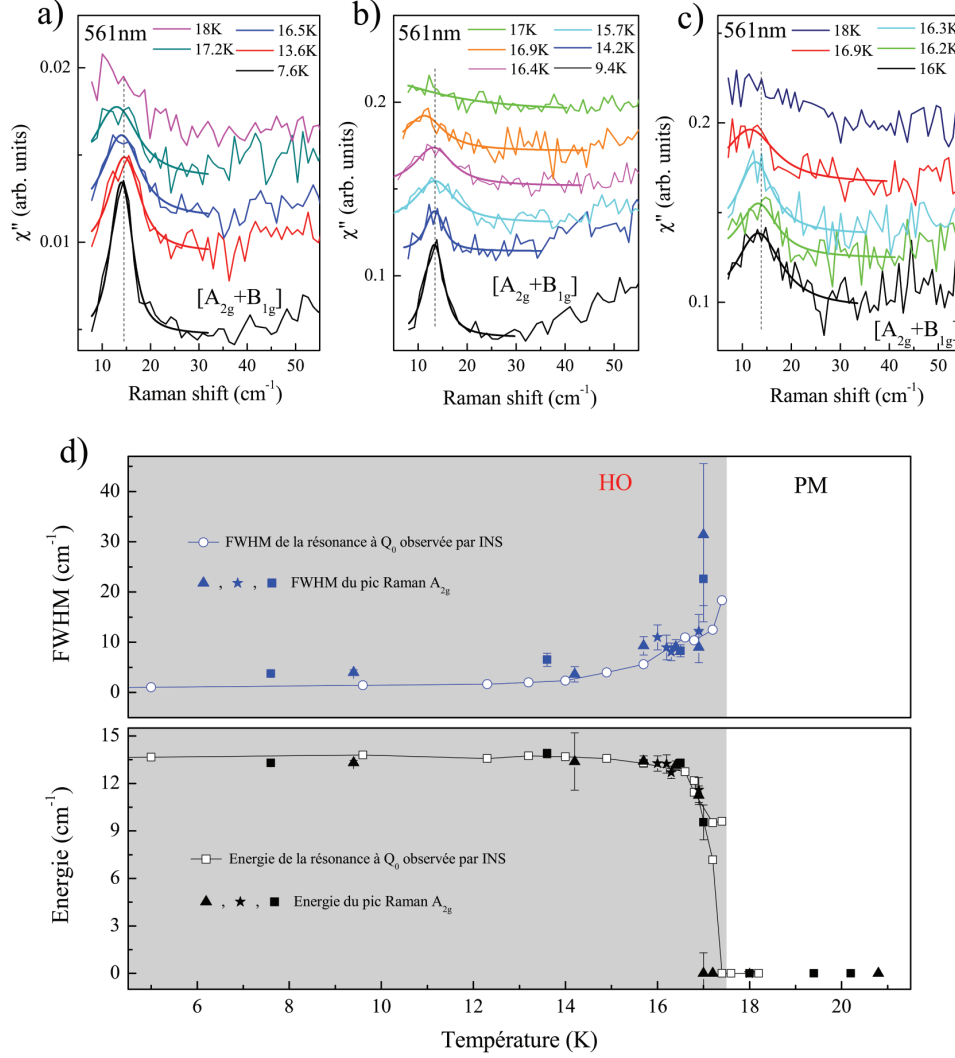 a)
561nm
18K
17.2K
16.5K
13.6K
7.6K
0.02
0.01
χ'' (arb. units)
[A2g+B1g]
10 20 30 40 50
Raman shift (cm-1)
b)
561nm
17K
16.9K
16.4K
15.7K
14.2K
9.4K
0.2
0.1
χ'' (arb. units)
[A2g+B1g]
10 20 30 40 50
Raman shift (cm-1)
c)
561nm
18K
16.9K
16.3K
16.2K
16K
0.2
0.1
χ'' (arb. units)
[A2g+B1g]
10 20 30 40 50
Raman shift (cm-1)
d)
HO
PM
FWHM (cm-1)
40
30
20
10
0
FWHM de la résonance à Q0 observée par INS
, , FWHM du pic Raman A2g
Energie (cm-1)
15
12
9
6
3
0
Energie de la résonance à Q0 observée par INS
, , Energie du pic Raman A2g
6 8 10 12 14 16 18 20
Température (K)